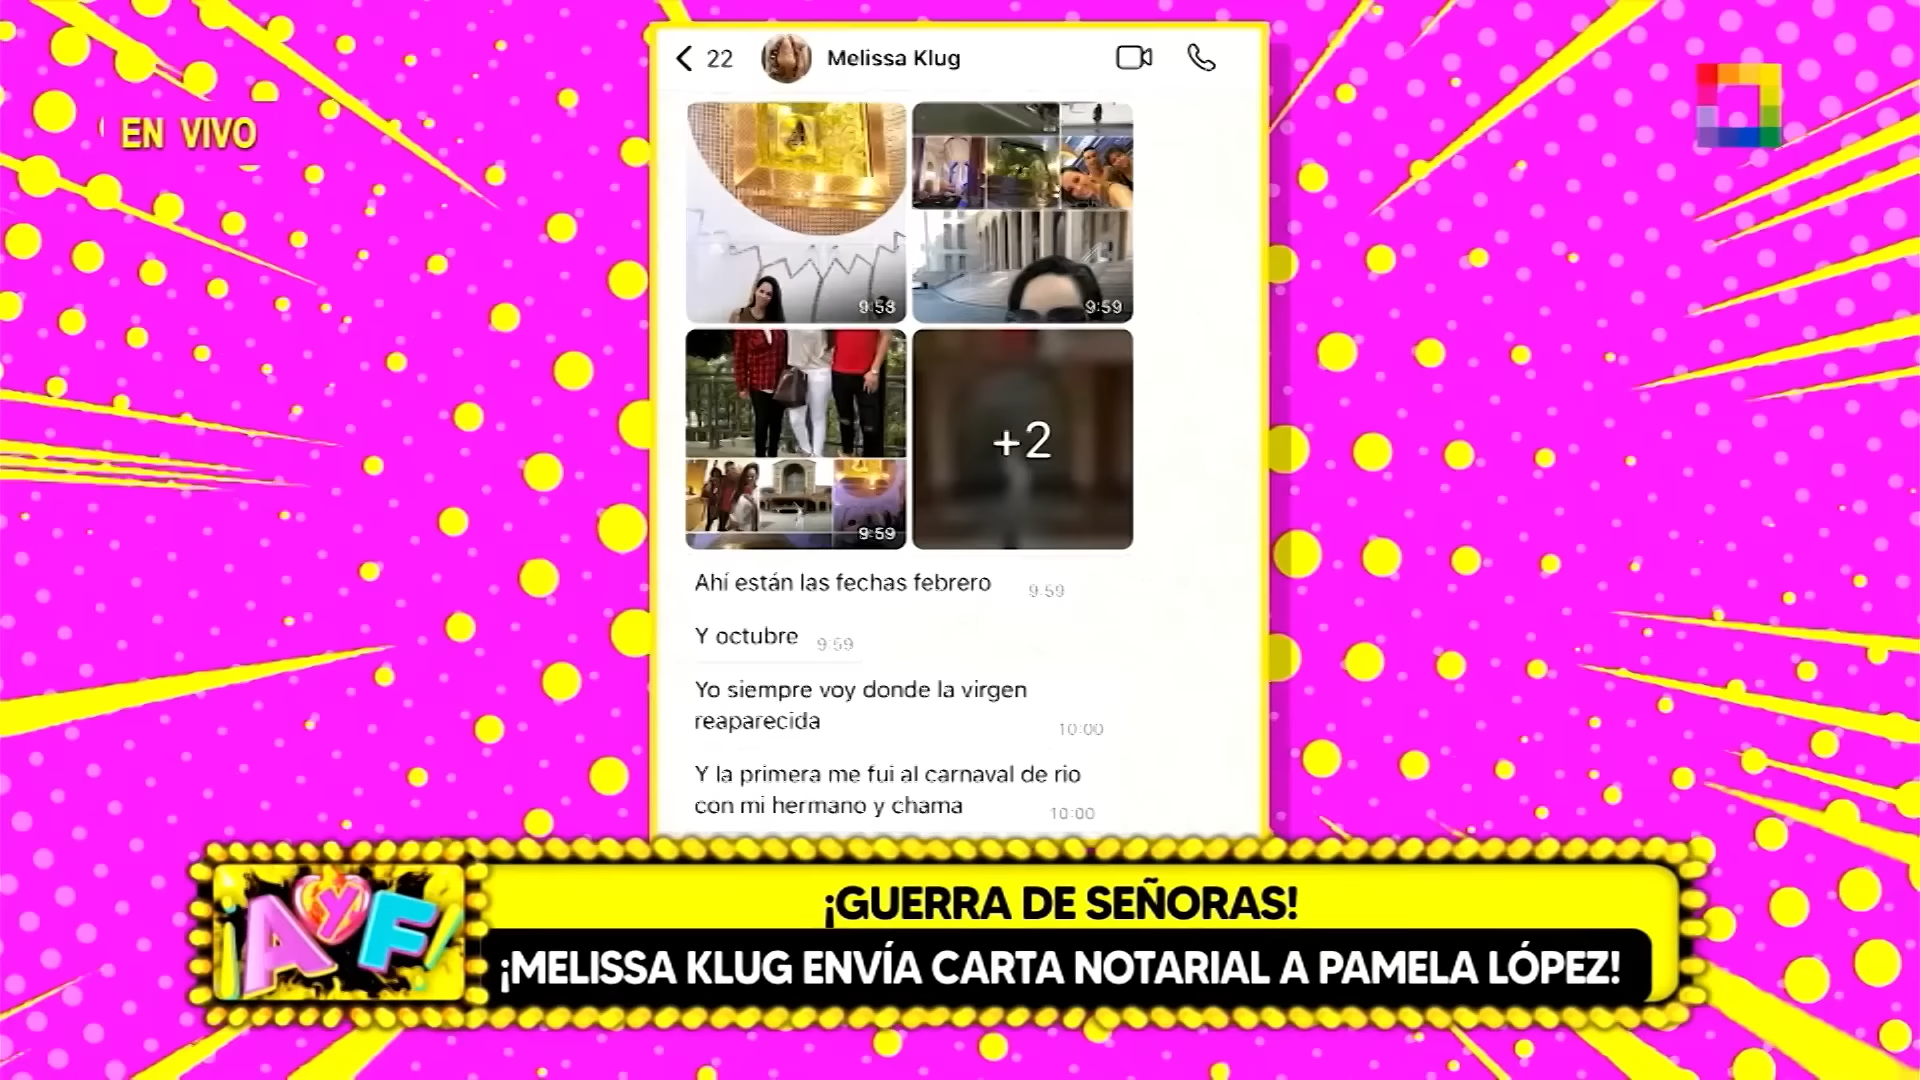 EN VIVO
22
Melissa Klug
9:58
9:59
9:59
+2
Ahí están las fechas febrero
9:59
Y octubre
9:59
Yo siempre voy donde la virgen
reaparecida
10:00
Y la primera me fui al carnaval de rio
con mi hermano y chama
10:00
¡AYF!
¡GUERRA DE SEÑORAS!
¡MELISSA KLUG ENVÍA CARTA NOTARIAL A PAMELA LÓPEZ!